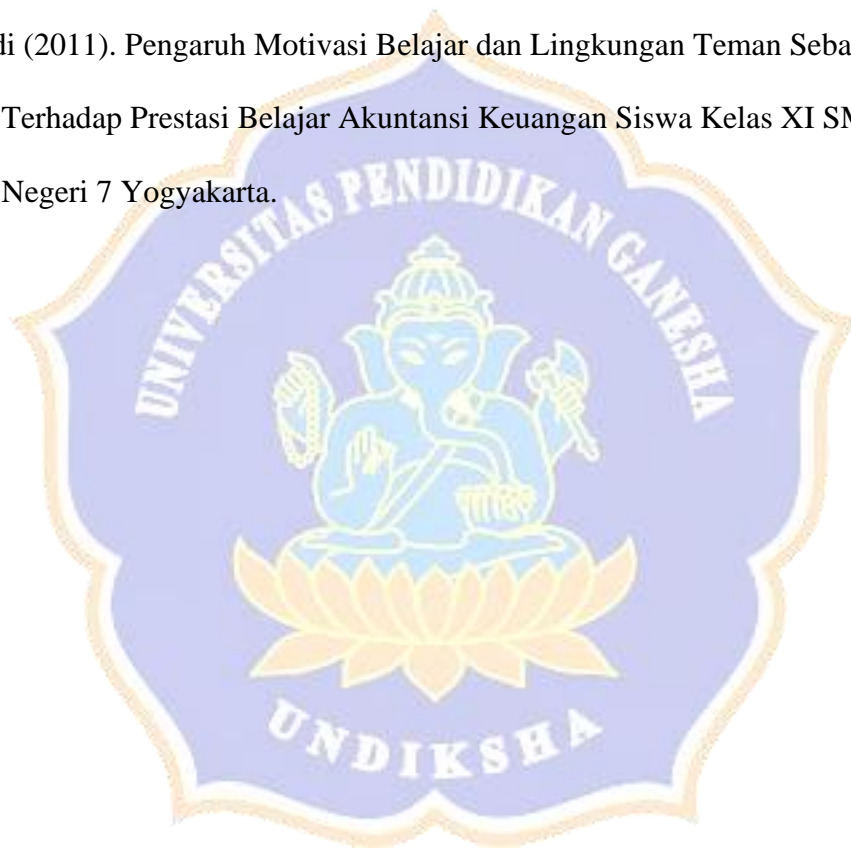 di (2011). Pengaruh Motivasi Belajar dan Lingkungan Teman Seba
Terhadap Prestasi Belajar Akuntansi Keuangan Siswa Kelas XI SM
Negeri 7 Yogyakarta.
UNIVERSITAS PENDIDIKAN GANESHA
UNDIKSHA